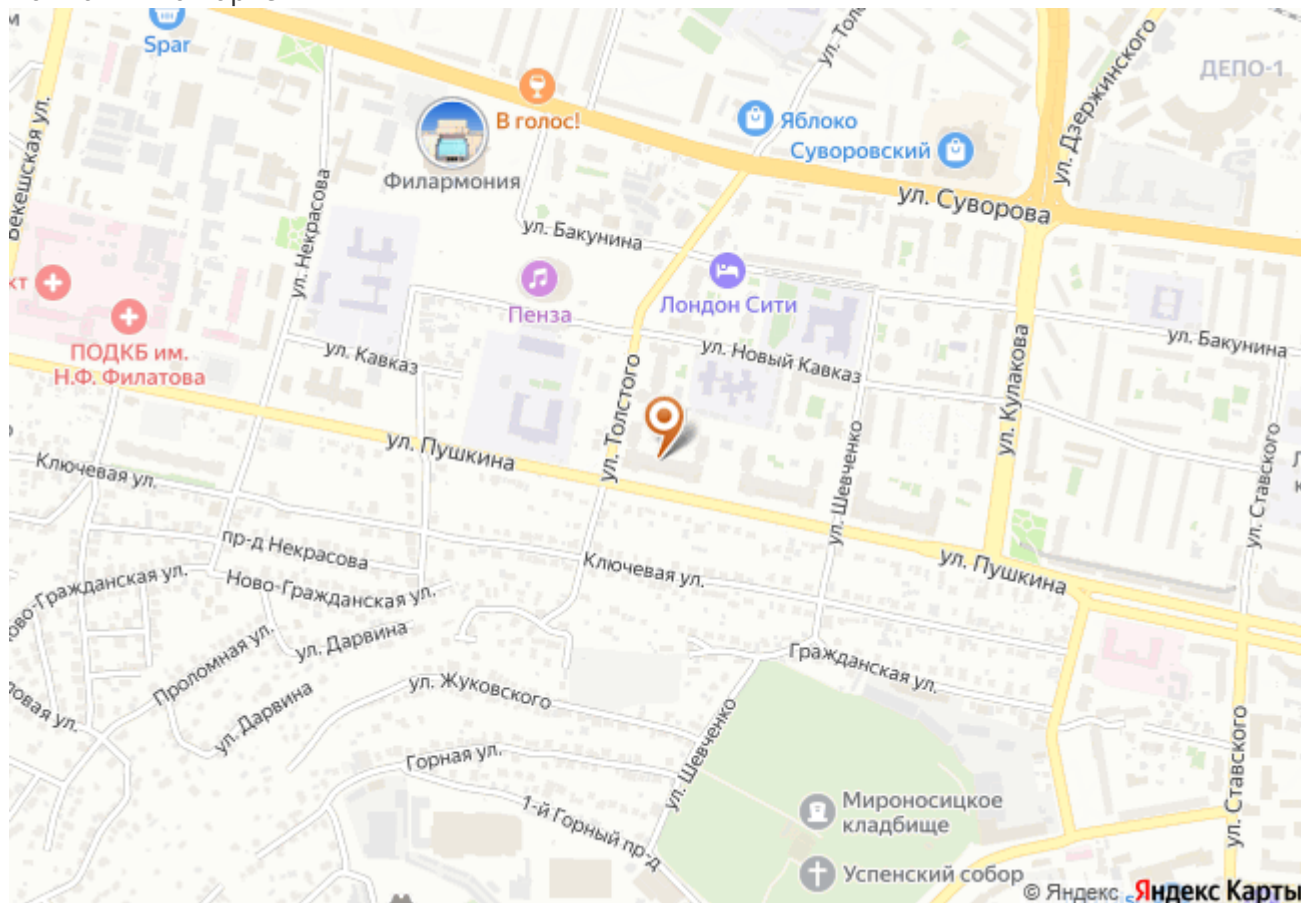 Spar
ул. Дзержинского
ДЕПО-1
В голос!
Яблоко
Суворовский
Филармония
ул. Некрасова
ул. Суворова
ул. Бакунина
Пенза
Лондон Сити
ПОДКБ им.
Н.Ф. Филатова
ул. Кавказ
ул. Новый Кавказ
ул. Бакунина
ул. Толстого
ул. Кулакова
ул. Пушкина
ул. Шевченко
ул. Ставского
Ключевая ул.
пр-д Некрасова
Ключевая ул.
ул. Пушкина
Ново-Гражданская ул.
ул. Дарвина
Проломная ул.
Гражданская ул.
ул. Жуковского
ул. Дарвина
Горная ул.
ул. Шевченко
1-й Горный пр-д
Мироносицкое
кладбище
Успенский собор
ул. Ставского
© Яндекс Яндекс Карты